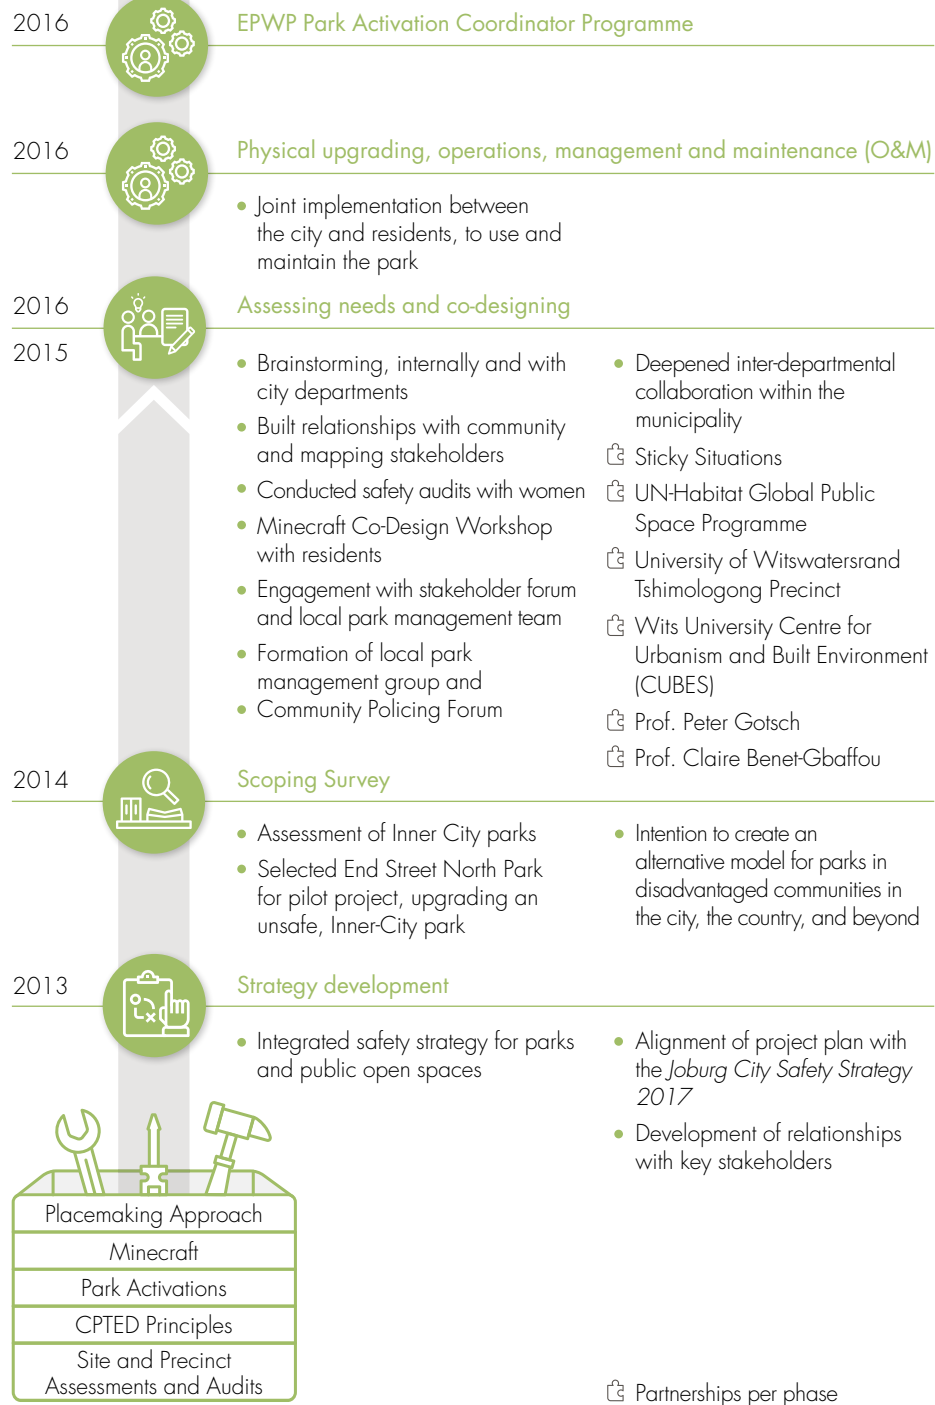 2016
EPWP Park Activation Coordinator Programme
2016
Physical upgrading, operations, management and maintenance (O&M)
• Joint implementation between
the city and residents, to use and
maintain the park
2016
Assessing needs and co-designing
2015
• Brainstorming, internally and with
city departments
• Built relationships with community
and mapping stakeholders
• Conducted safety audits with women
• Minecraft Co-Design Workshop
with residents
• Engagement with stakeholder forum
and local park management team
• Formation of local park
management group and
• Community Policing Forum
• Deepened inter-departmental
collaboration within the
municipality
Sticky Situations
UN-Habitat Global Public
Space Programme
University of Witswatersrand
Tshimologong Precinct
Wits University Centre for
Urbanism and Built Environment
(CUBES)
Prof. Peter Gotsch
Prof. Claire Benet-Gbaffou
2014
Scoping Survey
• Assessment of Inner City parks
• Selected End Street North Park
for pilot project, upgrading an
unsafe, Inner-City park
• Intention to create an
alternative model for parks in
disadvantaged communities in
the city, the country, and beyond
2013
Strategy development
• Integrated safety strategy for parks
and public open spaces
• Alignment of project plan with
the Joburg City Safety Strategy
2017
• Development of relationships
with key stakeholders
Placemaking Approach
Minecraft
Park Activations
CPTED Principles
Site and Precinct
Assessments and Audits
Partnerships per phase